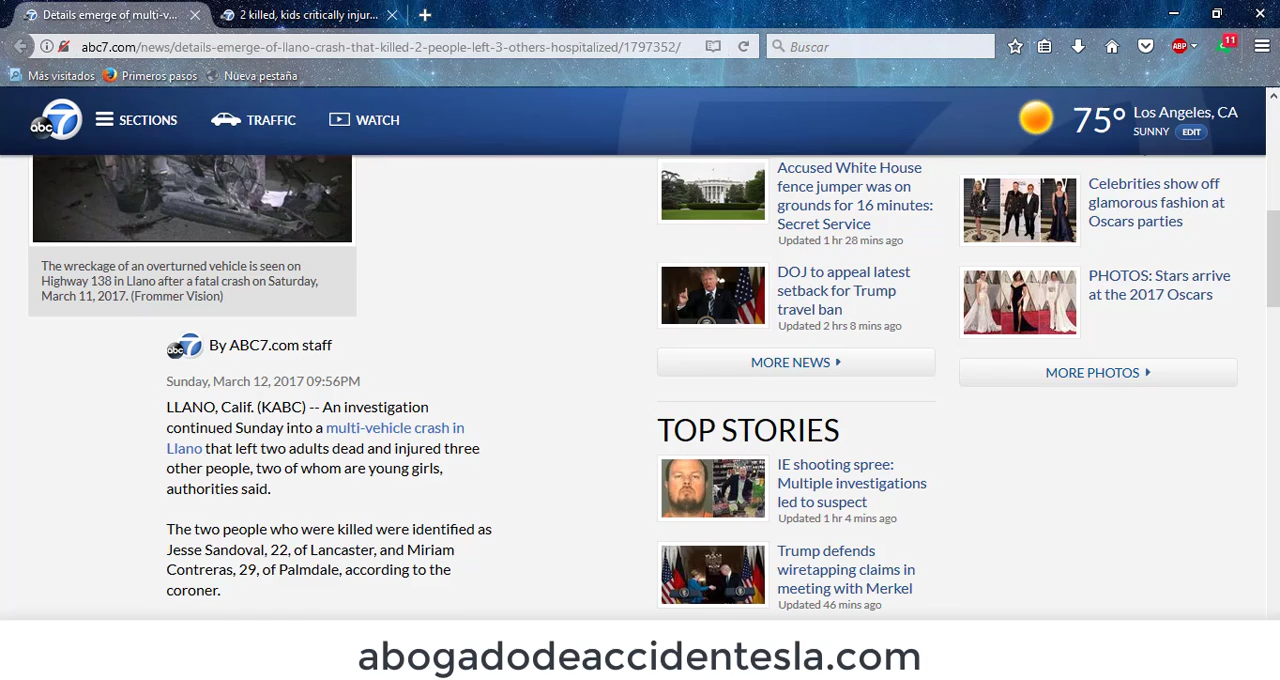 Details emerge of multi-v...
2 killed, kids critically injur...
abc7.com/news/details-emerge-of-llano-crash-that-killed-2-people-left-3-others-hospitalized/1797352/
Buscar
ABP
11
Más visitados
Primeros pasos
Nueva pestaña
abc 7
SECTIONS
TRAFFIC
WATCH
75°
Los Angeles, CA
SUNNY
EDIT
The wreckage of an overturned vehicle is seen on
Highway 138 in Llano after a fatal crash on Saturday,
March 11, 2017. (Frommer Vision)
abc 7
By ABC7.com staff
Sunday, March 12, 2017 09:56PM
LLANO, Calif. (KABC) -- An investigation
continued Sunday into a multi-vehicle crash in
Llano that left two adults dead and injured three
other people, two of whom are young girls,
authorities said.
The two people who were killed were identified as
Jesse Sandoval, 22, of Lancaster, and Miriam
Contreras, 29, of Palmdale, according to the
coroner.
Accused White House
fence jumper was on
grounds for 16 minutes:
Secret Service
Updated 1 hr 28 mins ago
DOJ to appeal latest
setback for Trump
travel ban
Updated 2 hrs 8 mins ago
MORE NEWS
TOP STORIES
IE shooting spree:
Multiple investigations
led to suspect
Updated 1 hr 4 mins ago
Trump defends
wiretapping claims in
meeting with Merkel
Updated 46 mins ago
Celebrities show off
glamorous fashion at
Oscars parties
PHOTOS: Stars arrive
at the 2017 Oscars
MORE PHOTOS
abogadodeaccidentesla.com